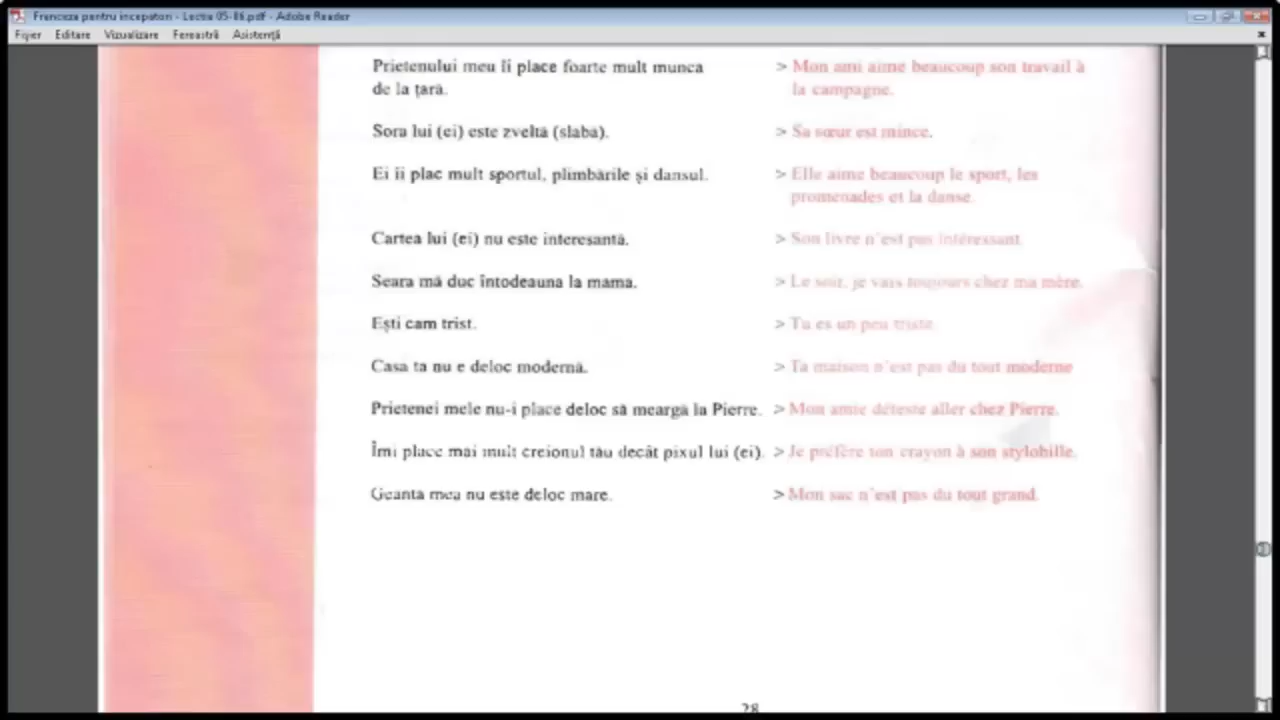 Franceza pentru incepatori - Lectia 05-06.pdf - Adobe Reader
Fișier Editare Vizualizare Fereastră Asistență
Prietenului meu îi place foarte mult munca > Mon ami aime beaucoup son travail à
de la țară. la campagne.
Sora lui (ei) este zveltă (slabă). > Sa sœur est mince.
Ei îi plac mult sportul, plimbările și dansul. > Elle aime beaucoup le sport, les
promenades et la danse.
Cartea lui (ei) nu este interesantă. > Son livre n'est pas intéressant.
Seara mă duc întodeauna la mama. > Le soir, je vais toujours chez ma mère.
Ești cam trist. > Tu es un peu triste.
Casa ta nu e deloc modernă. > Ta maison n'est pas du tout moderne
Prietenei mele nu-i place deloc să meargă la Pierre. > Mon amie déteste aller chez Pierre.
Îmi place mai mult creionul tău decât pixul lui (ei). > Je préfère ton crayon à son stylobille.
Geanta mea nu este deloc mare. > Mon sac n'est pas du tout grand.
28